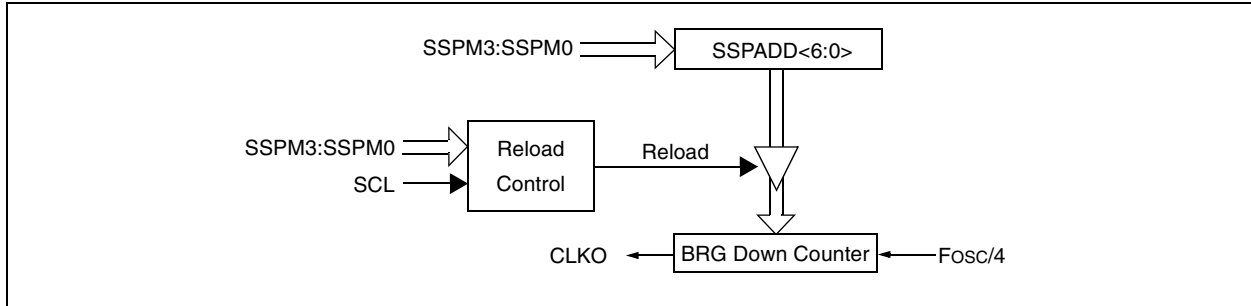 SSPM3:SSPM0
SSPADD<6:0>
SSPM3:SSPM0
SCL
Reload
Control
Reload
CLKO
BRG Down Counter
FOSC/4